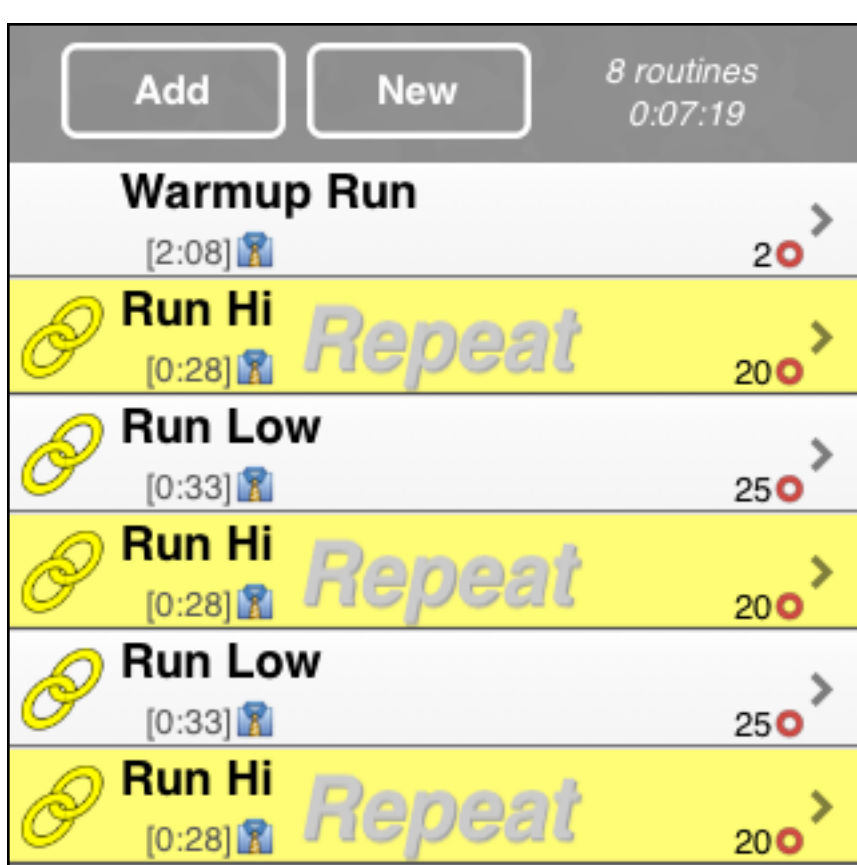 Add New 8 routines
0:07:19
Warmup Run
[2:08] 2
Run Hi Repeat
[0:28] 20
Run Low
[0:33] 25
Run Hi Repeat
[0:28] 20
Run Low
[0:33] 25
Run Hi Repeat
[0:28] 20